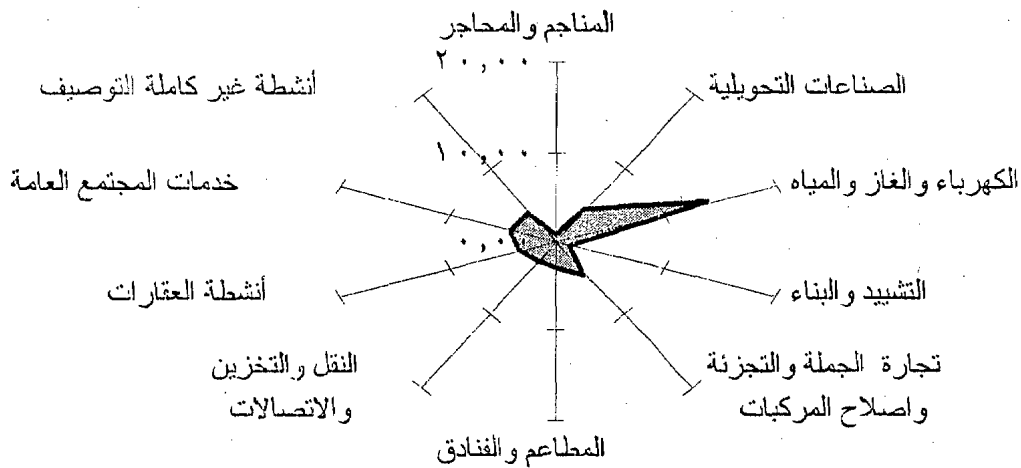 المناجم والمحاجر
٢٠,٠٠
الصناعات التحويلية
أنشطة غير كاملة التوصيف
١٠,٠٠
الكهرباء والغاز والمياه
خدمات المجتمع العامة
٠,٠٠
التشييد والبناء
أنشطة العقارات
تجارة الجملة والتجزئة
واصلاح المركبات
النقل والتخزين
والاتصالات
المطاعم والفنادق